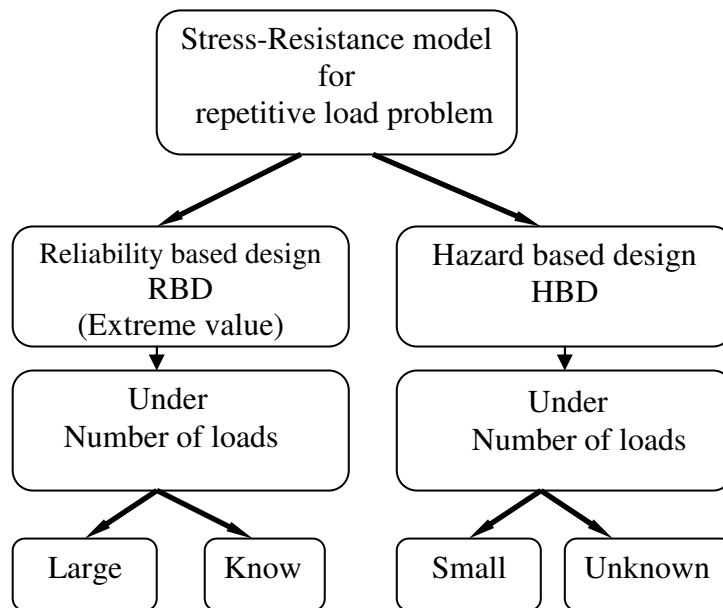 Stress-Resistance model
for
repetitive load problem
Reliability based design
RBD
(Extreme value)
Hazard based design
HBD
Under
Number of loads
Under
Number of loads
Large
Know
Small
Unknown